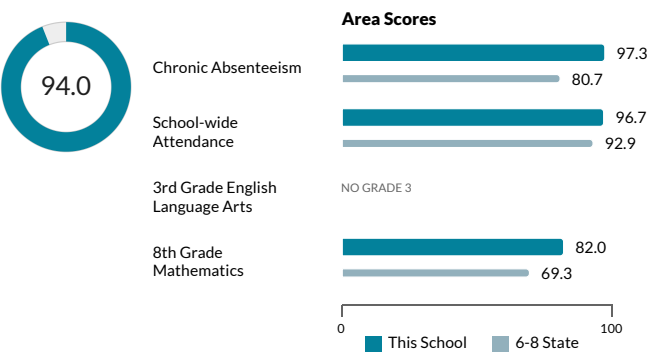 Area Scores
94.0
Chronic Absenteeism
97.3
80.7
School-wide
Attendance
96.7
92.9
3rd Grade English
Language Arts
NO GRADE 3
8th Grade
Mathematics
82.0
69.3
0
100
This School
6-8 State